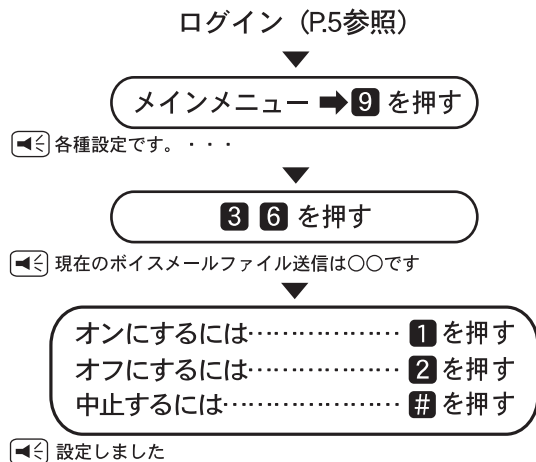 ログイン（P.5参照）
メインメニュー ➡ 9 を押す
各種設定です。・・・
3 6 を押す
現在のボイスメールファイル送信は○○です
オンにするには……………… 1 を押す
オフにするには……………… 2 を押す
中止するには………………… # を押す
設定しました